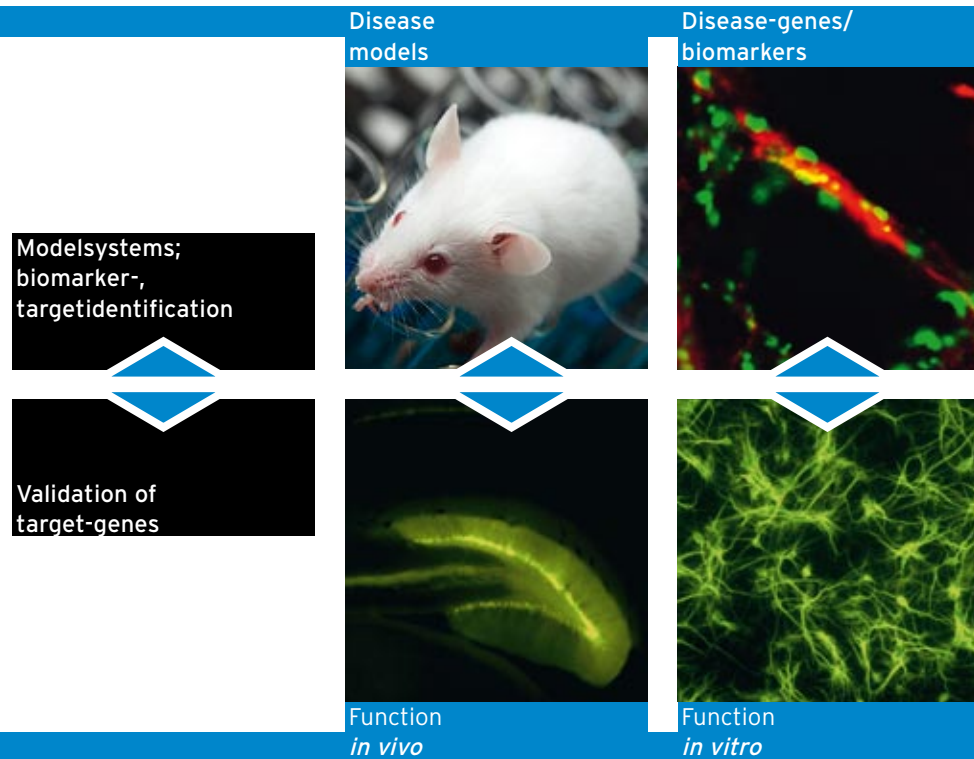 Disease
models
Disease-genes/
biomarkers
Modelsystems;
biomarker-,
targetidentification
Validation of
target-genes
Function
in vivo
Function
in vitro